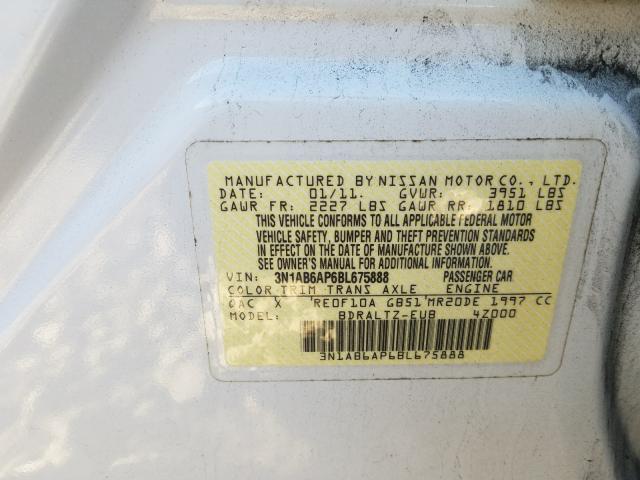 MANUFACTURED BY NISSAN MOTOR CO., LTD.
DATE: 01/11. GVWR: 3951 LBS
GAWR FR: 2227 LBS GAWR RR: 1810 LBS
THIS VEHICLE CONFORMS TO ALL APPLICABLE FEDERAL MOTOR
VEHICLE SAFETY, BUMPER AND THEFT PREVENTION STANDARDS
IN EFFECT ON THE DATE OF MANUFACTURE SHOWN ABOVE.
SEE OWNER'S MANUAL FOR ADDITIONAL INFORMATION.
VIN: 3N1AB6AP6BL675888 PASSENGER CAR
COLOR TRIM TRANS AXLE ENGINE
QAC X RE0F10A GB51 MR20DE 1997 CC
MODEL: BDRALTZ-EUB 4Z000
3N1AB6AP6BL675888